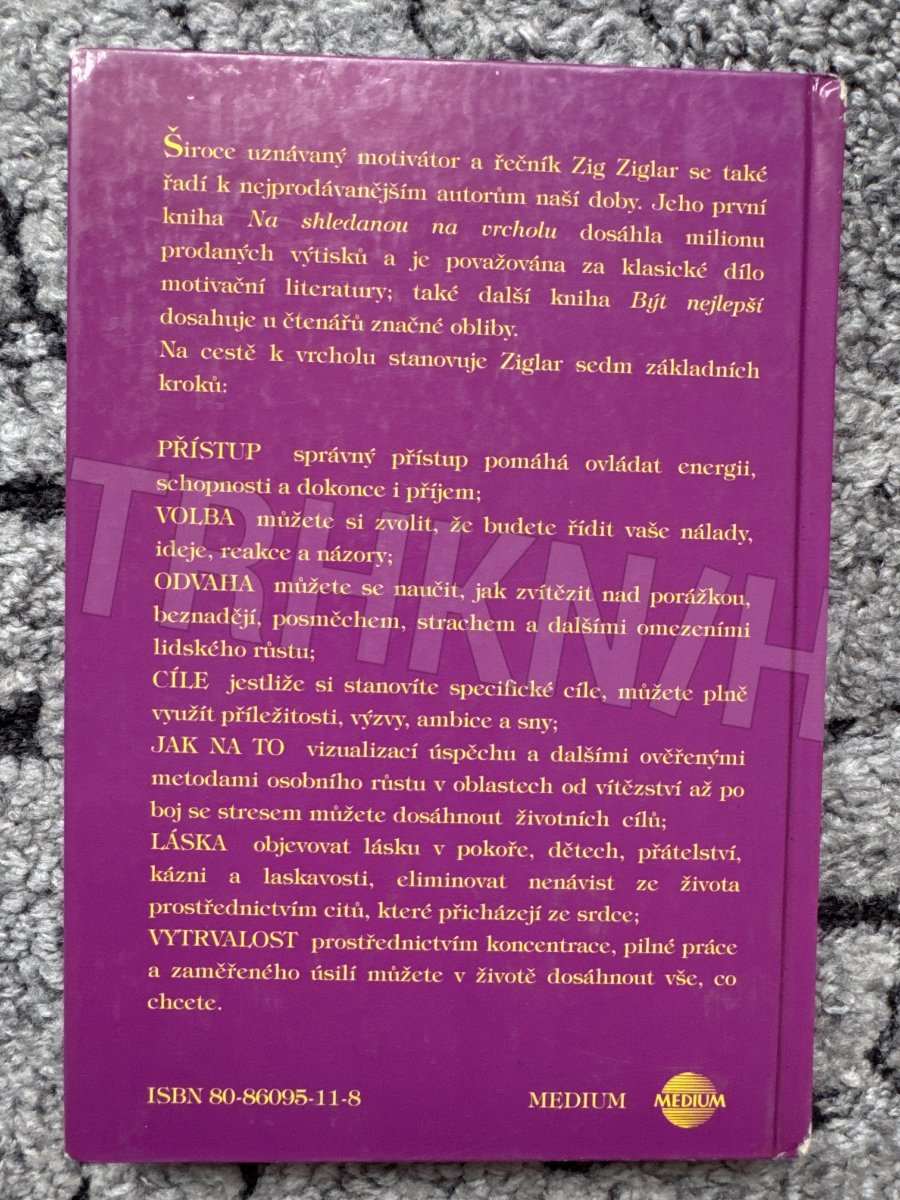 Široce uznávaný motivátor a řečník Zig Ziglar se také
řadí k nejprodávanějším autorům naší doby. Jeho první
kniha Na shledanou na vrcholu dosáhla milionu
prodaných výtisků a je považována za klasické dílo
motivační literatury; také další kniha Být nejlepší
dosahuje u čtenářů značné obliby.
Na cestě k vrcholu stanovuje Ziglar sedm základních
kroků:
PŘÍSTUP správný přístup pomáhá ovládat energii,
schopnosti a dokonce i příjem;
VOLBA můžete si zvolit, že budete řídit vaše nálady,
ideje, reakce a názory;
ODVAHA můžete se naučit, jak zvítězit nad porážkou,
beznadějí, posměchem, strachem a dalšími omezeními
lidského růstu;
CÍLE jestliže si stanovíte specifické cíle, můžete plně
využít příležitosti, výzvy, ambice a sny;
JAK NA TO vizualizací úspěchu a dalšími ověřenými
metodami osobního růstu v oblastech od vítězství až po
boj se stresem můžete dosáhnout životních cílů;
LÁSKA objevovat lásku v pokoře, dětech, přátelství,
kázni a laskavosti, eliminovat nenávist ze života
prostřednictvím citů, které přicházejí ze srdce;
VYTRVALOST prostřednictvím koncentrace, pilné práce
a zaměřeného úsilí můžete v životě dosáhnout vše, co
chcete.
ISBN 80-86095-11-8
MEDIUM
MEDIUM
TRHKNIH